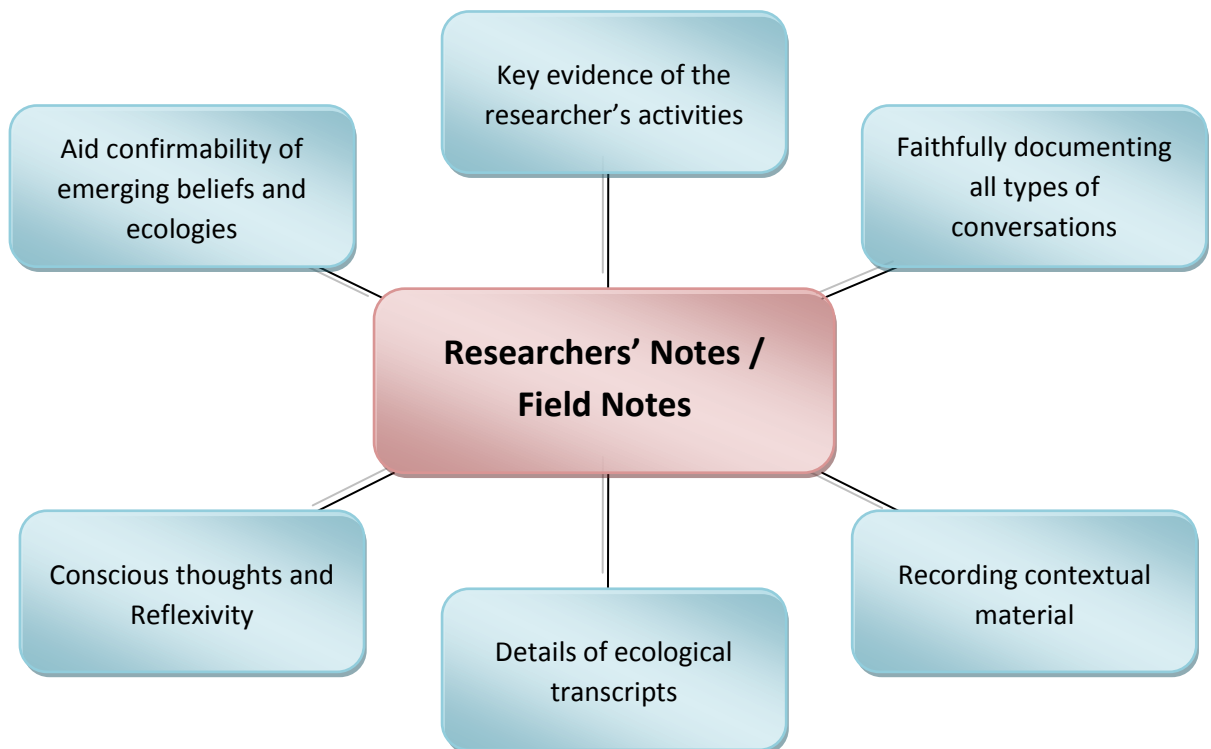 Key evidence of the
researcher’s activities
Aid confirmability of
emerging beliefs and
ecologies
Faithfully documenting
all types of
conversations
Researchers’ Notes /
Field Notes
Conscious thoughts and
Reflexivity
Recording contextual
material
Details of ecological
transcripts